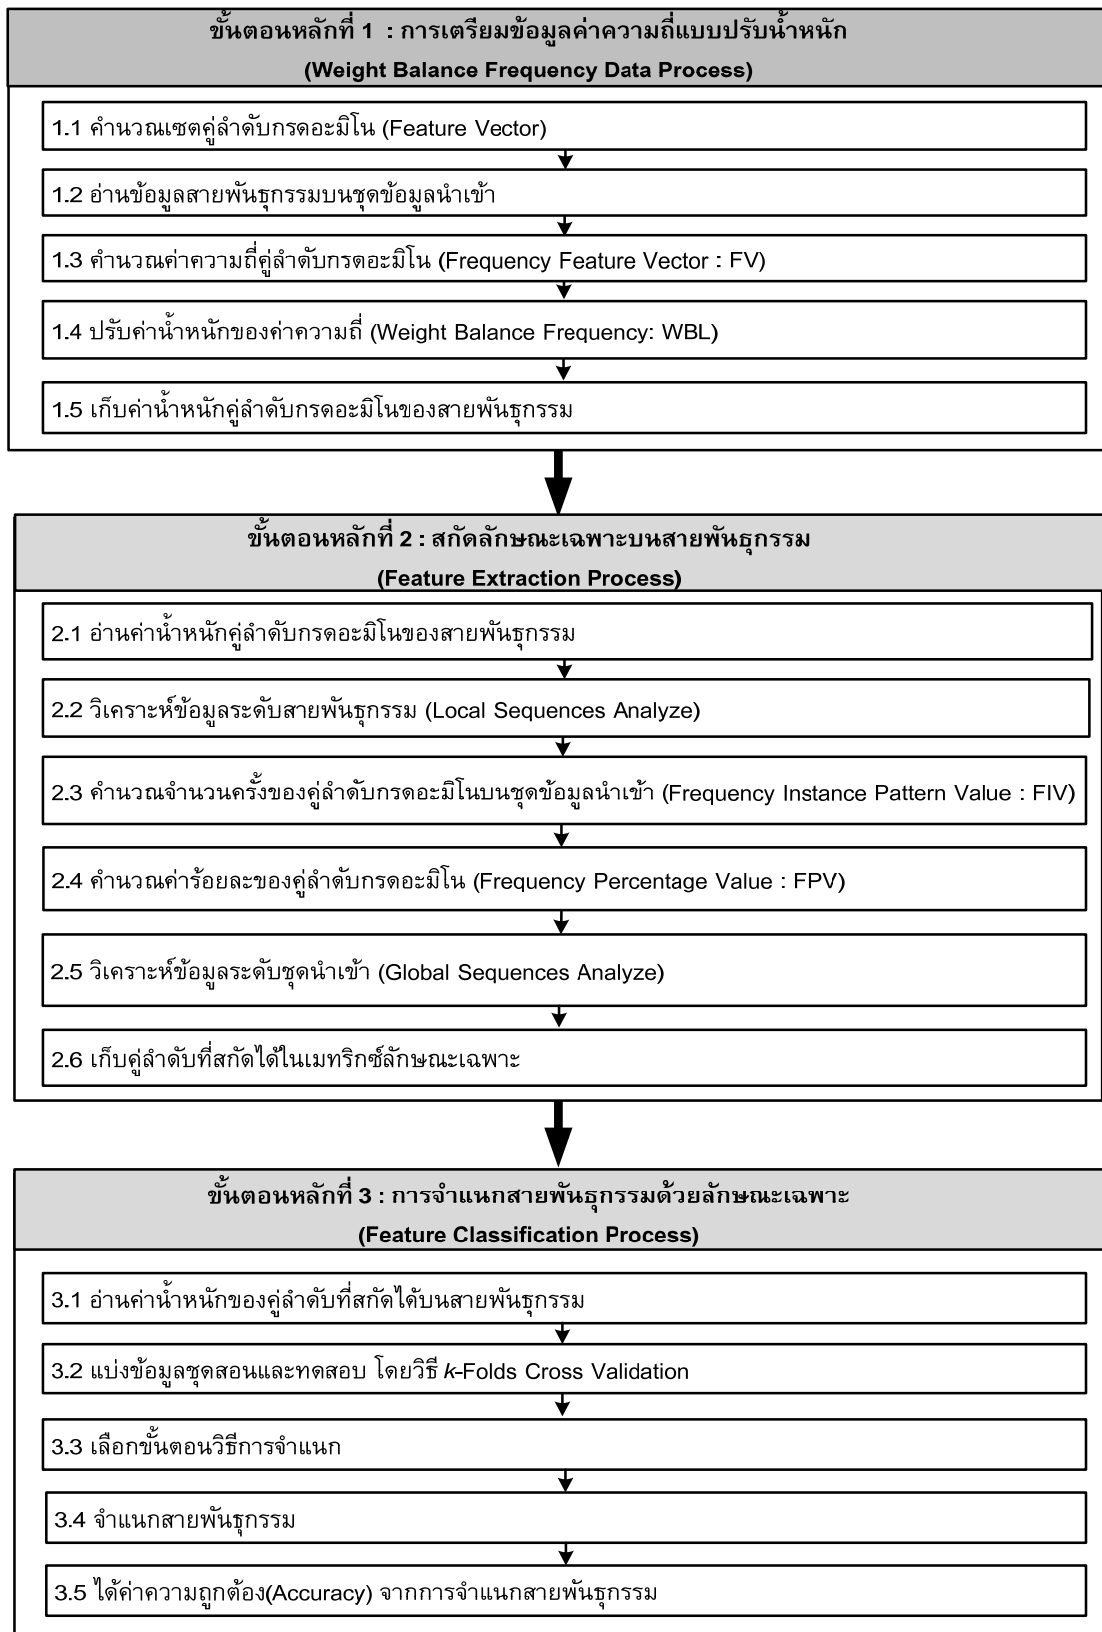 ขั้นตอนหลักที่ 1 : การเตรียมข้อมูลค่าความถี่แบบปรับน้ำหนัก
(Weight Balance Frequency Data Process)
1.1 คำนวณเซตคู่ลำดับกรดอะมิโน (Feature Vector)
1.2 อ่านข้อมูลสายพันธุกรรมบนชุดข้อมูลนำเข้า
1.3 คำนวณค่าความถี่คู่ลำดับกรดอะมิโน (Frequency Feature Vector : FV)
1.4 ปรับค่าน้ำหนักของค่าความถี่ (Weight Balance Frequency: WBL)
1.5 เก็บค่าน้ำหนักคู่ลำดับกรดอะมิโนของสายพันธุกรรม
ขั้นตอนหลักที่ 2 : สกัดลักษณะเฉพาะบนสายพันธุกรรม
(Feature Extraction Process)
2.1 อ่านค่าน้ำหนักคู่ลำดับกรดอะมิโนของสายพันธุกรรม
2.2 วิเคราะห์ข้อมูลระดับสายพันธุกรรม (Local Sequences Analyze)
2.3 คำนวณจำนวนครั้งของคู่ลำดับกรดอะมิโนบนชุดข้อมูลนำเข้า (Frequency Instance Pattern Value : FIV)
2.4 คำนวณค่าร้อยละของคู่ลำดับกรดอะมิโน (Frequency Percentage Value : FPV)
2.5 วิเคราะห์ข้อมูลระดับชุดนำเข้า (Global Sequences Analyze)
2.6 เก็บคู่ลำดับที่สกัดได้ในเมทริกซ์ลักษณะเฉพาะ
ขั้นตอนหลักที่ 3 : การจำแนกสายพันธุกรรมด้วยลักษณะเฉพาะ
(Feature Classification Process)
3.1 อ่านค่าน้ำหนักของคู่ลำดับที่สกัดได้บนสายพันธุกรรม
3.2 แบ่งข้อมูลชุดสอนและทดสอบ โดยวิธี k-Folds Cross Validation
3.3 เลือกขั้นตอนวิธีการจำแนก
3.4 จำแนกสายพันธุกรรม
3.5 ได้ค่าความถูกต้อง(Accuracy) จากการจำแนกสายพันธุกรรม